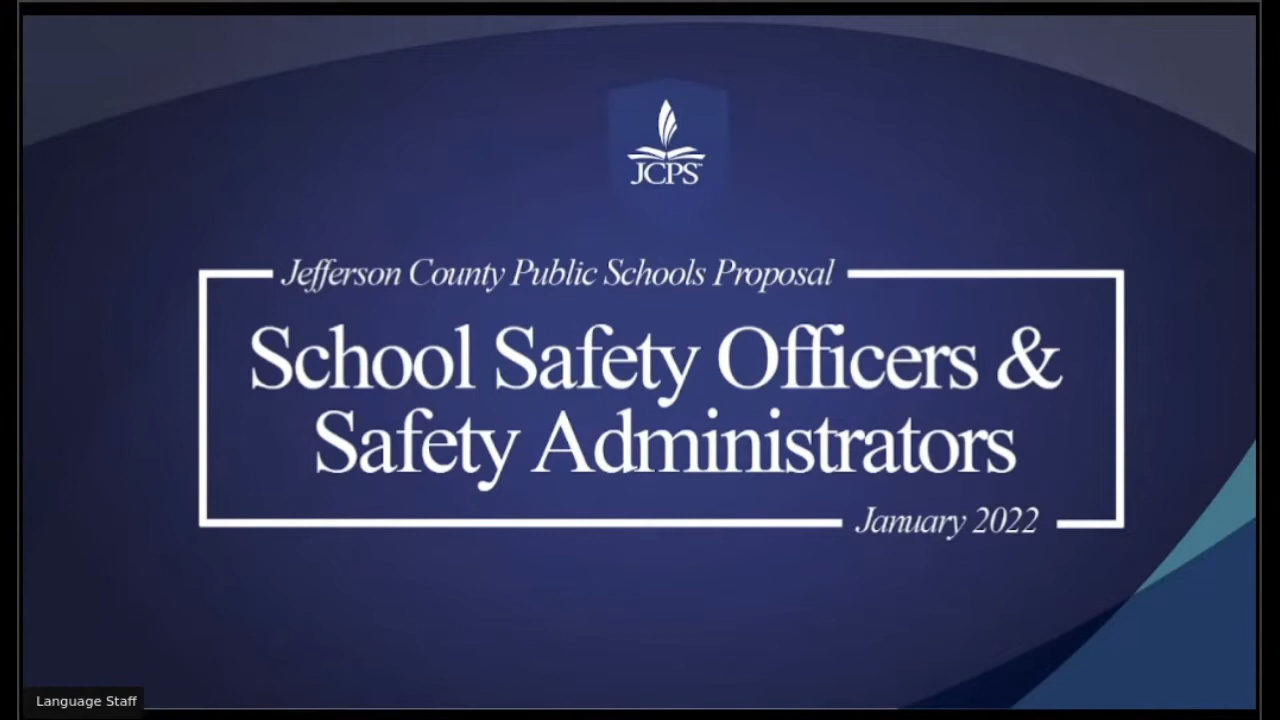 JCPS
Jefferson County Public Schools Proposal
School Safety Officers &
Safety Administrators
January 2022
Language Staff